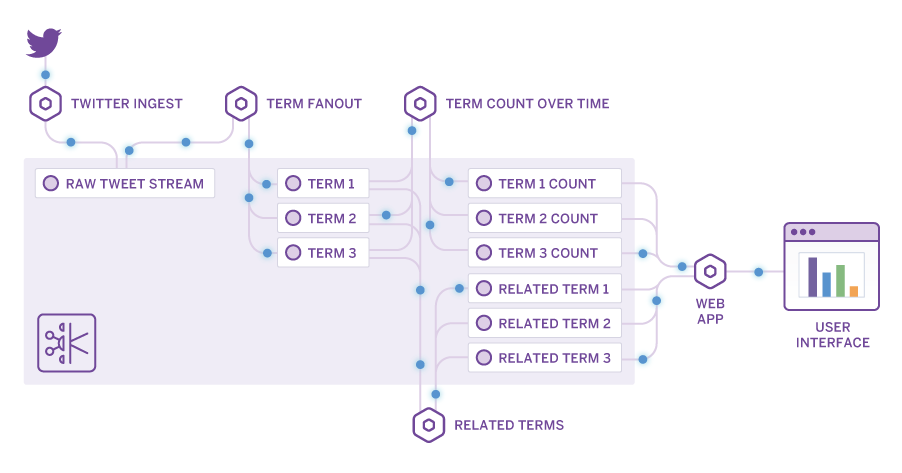 TWITTER INGEST
TERM FANOUT
TERM COUNT OVER TIME
RAW TWEET STREAM
TERM 1
TERM 2
TERM 3
TERM 1 COUNT
TERM 2 COUNT
TERM 3 COUNT
RELATED TERM 1
RELATED TERM 2
RELATED TERM 3
WEB
APP
USER
INTERFACE
RELATED TERMS